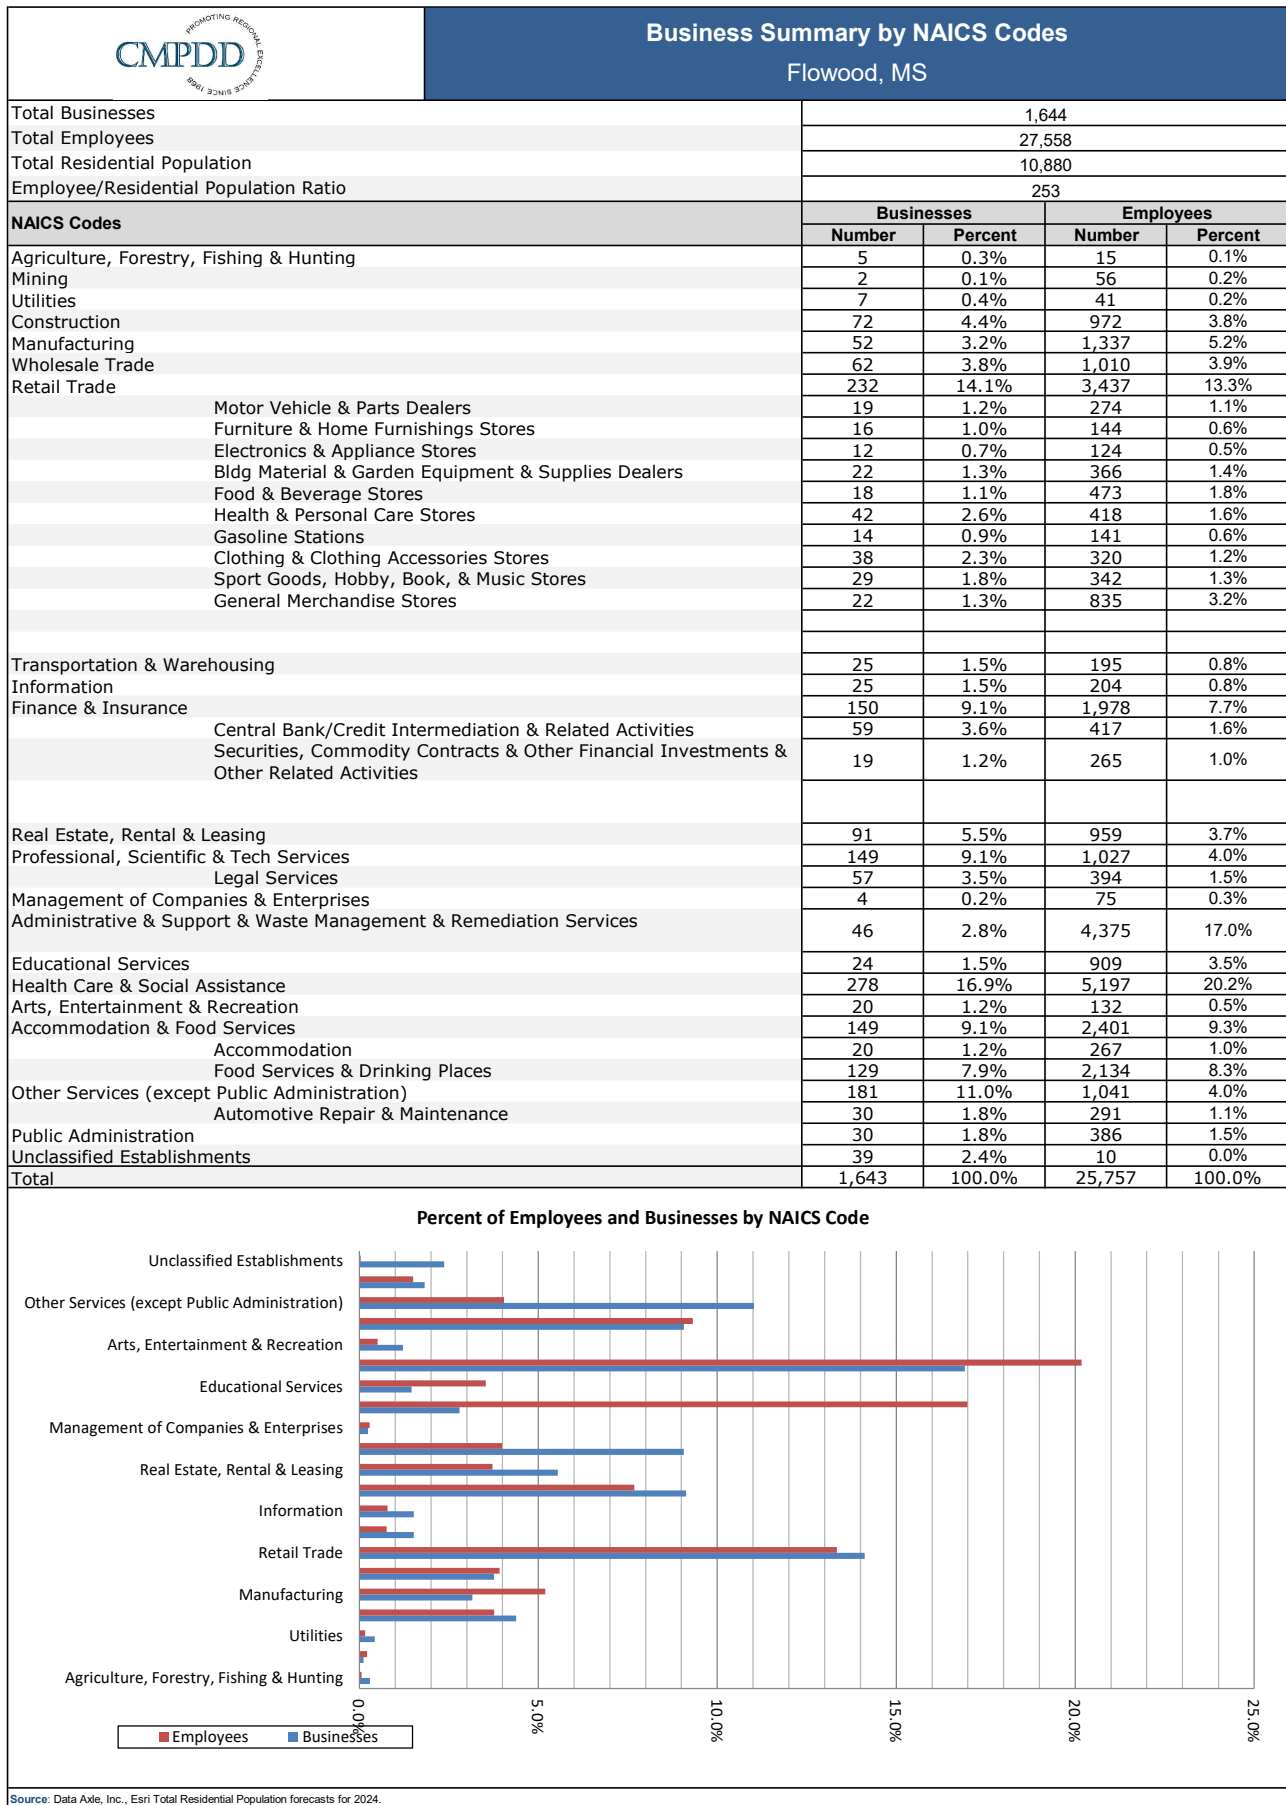 PROMOTING REGIONAL EXCELLENCE SINCE 1968
CMPDD
Business Summary by NAICS Codes
Flowood, MS
Total Businesses 1,644
Total Employees 27,558
Total Residential Population 10,880
Employee/Residential Population Ratio 253
NAICS Codes Businesses Employees
Number Percent Number Percent
Agriculture, Forestry, Fishing & Hunting 5 0.3% 15 0.1%
Mining 2 0.1% 56 0.2%
Utilities 7 0.4% 41 0.2%
Construction 72 4.4% 972 3.8%
Manufacturing 52 3.2% 1,337 5.2%
Wholesale Trade 62 3.8% 1,010 3.9%
Retail Trade 232 14.1% 3,437 13.3%
Motor Vehicle & Parts Dealers 19 1.2% 274 1.1%
Furniture & Home Furnishings Stores 16 1.0% 144 0.6%
Electronics & Appliance Stores 12 0.7% 124 0.5%
Bldg Material & Garden Equipment & Supplies Dealers 22 1.3% 366 1.4%
Food & Beverage Stores 18 1.1% 473 1.8%
Health & Personal Care Stores 42 2.6% 418 1.6%
Gasoline Stations 14 0.9% 141 0.6%
Clothing & Clothing Accessories Stores 38 2.3% 320 1.2%
Sport Goods, Hobby, Book, & Music Stores 29 1.8% 342 1.3%
General Merchandise Stores 22 1.3% 835 3.2%
Transportation & Warehousing 25 1.5% 195 0.8%
Information 25 1.5% 204 0.8%
Finance & Insurance 150 9.1% 1,978 7.7%
Central Bank/Credit Intermediation & Related Activities 59 3.6% 417 1.6%
Securities, Commodity Contracts & Other Financial Investments &
Other Related Activities 19 1.2% 265 1.0%
Real Estate, Rental & Leasing 91 5.5% 959 3.7%
Professional, Scientific & Tech Services 149 9.1% 1,027 4.0%
Legal Services 57 3.5% 394 1.5%
Management of Companies & Enterprises 4 0.2% 75 0.3%
Administrative & Support & Waste Management & Remediation Services 46 2.8% 4,375 17.0%
Educational Services 24 1.5% 909 3.5%
Health Care & Social Assistance 278 16.9% 5,197 20.2%
Arts, Entertainment & Recreation 20 1.2% 132 0.5%
Accommodation & Food Services 149 9.1% 2,401 9.3%
Accommodation 20 1.2% 267 1.0%
Food Services & Drinking Places 129 7.9% 2,134 8.3%
Other Services (except Public Administration) 181 11.0% 1,041 4.0%
Automotive Repair & Maintenance 30 1.8% 291 1.1%
Public Administration 30 1.8% 386 1.5%
Unclassified Establishments 39 2.4% 10 0.0%
Total 1,643 100.0% 25,757 100.0%
Percent of Employees and Businesses by NAICS Code
Unclassified Establishments
Other Services (except Public Administration)
Arts, Entertainment & Recreation
Educational Services
Management of Companies & Enterprises
Real Estate, Rental & Leasing
Information
Retail Trade
Manufacturing
Utilities
Agriculture, Forestry, Fishing & Hunting
0.0% 5.0% 10.0% 15.0% 20.0% 25.0%
Employees Businesses
Source: Data Axle, Inc., Esri Total Residential Population forecasts for 2024.